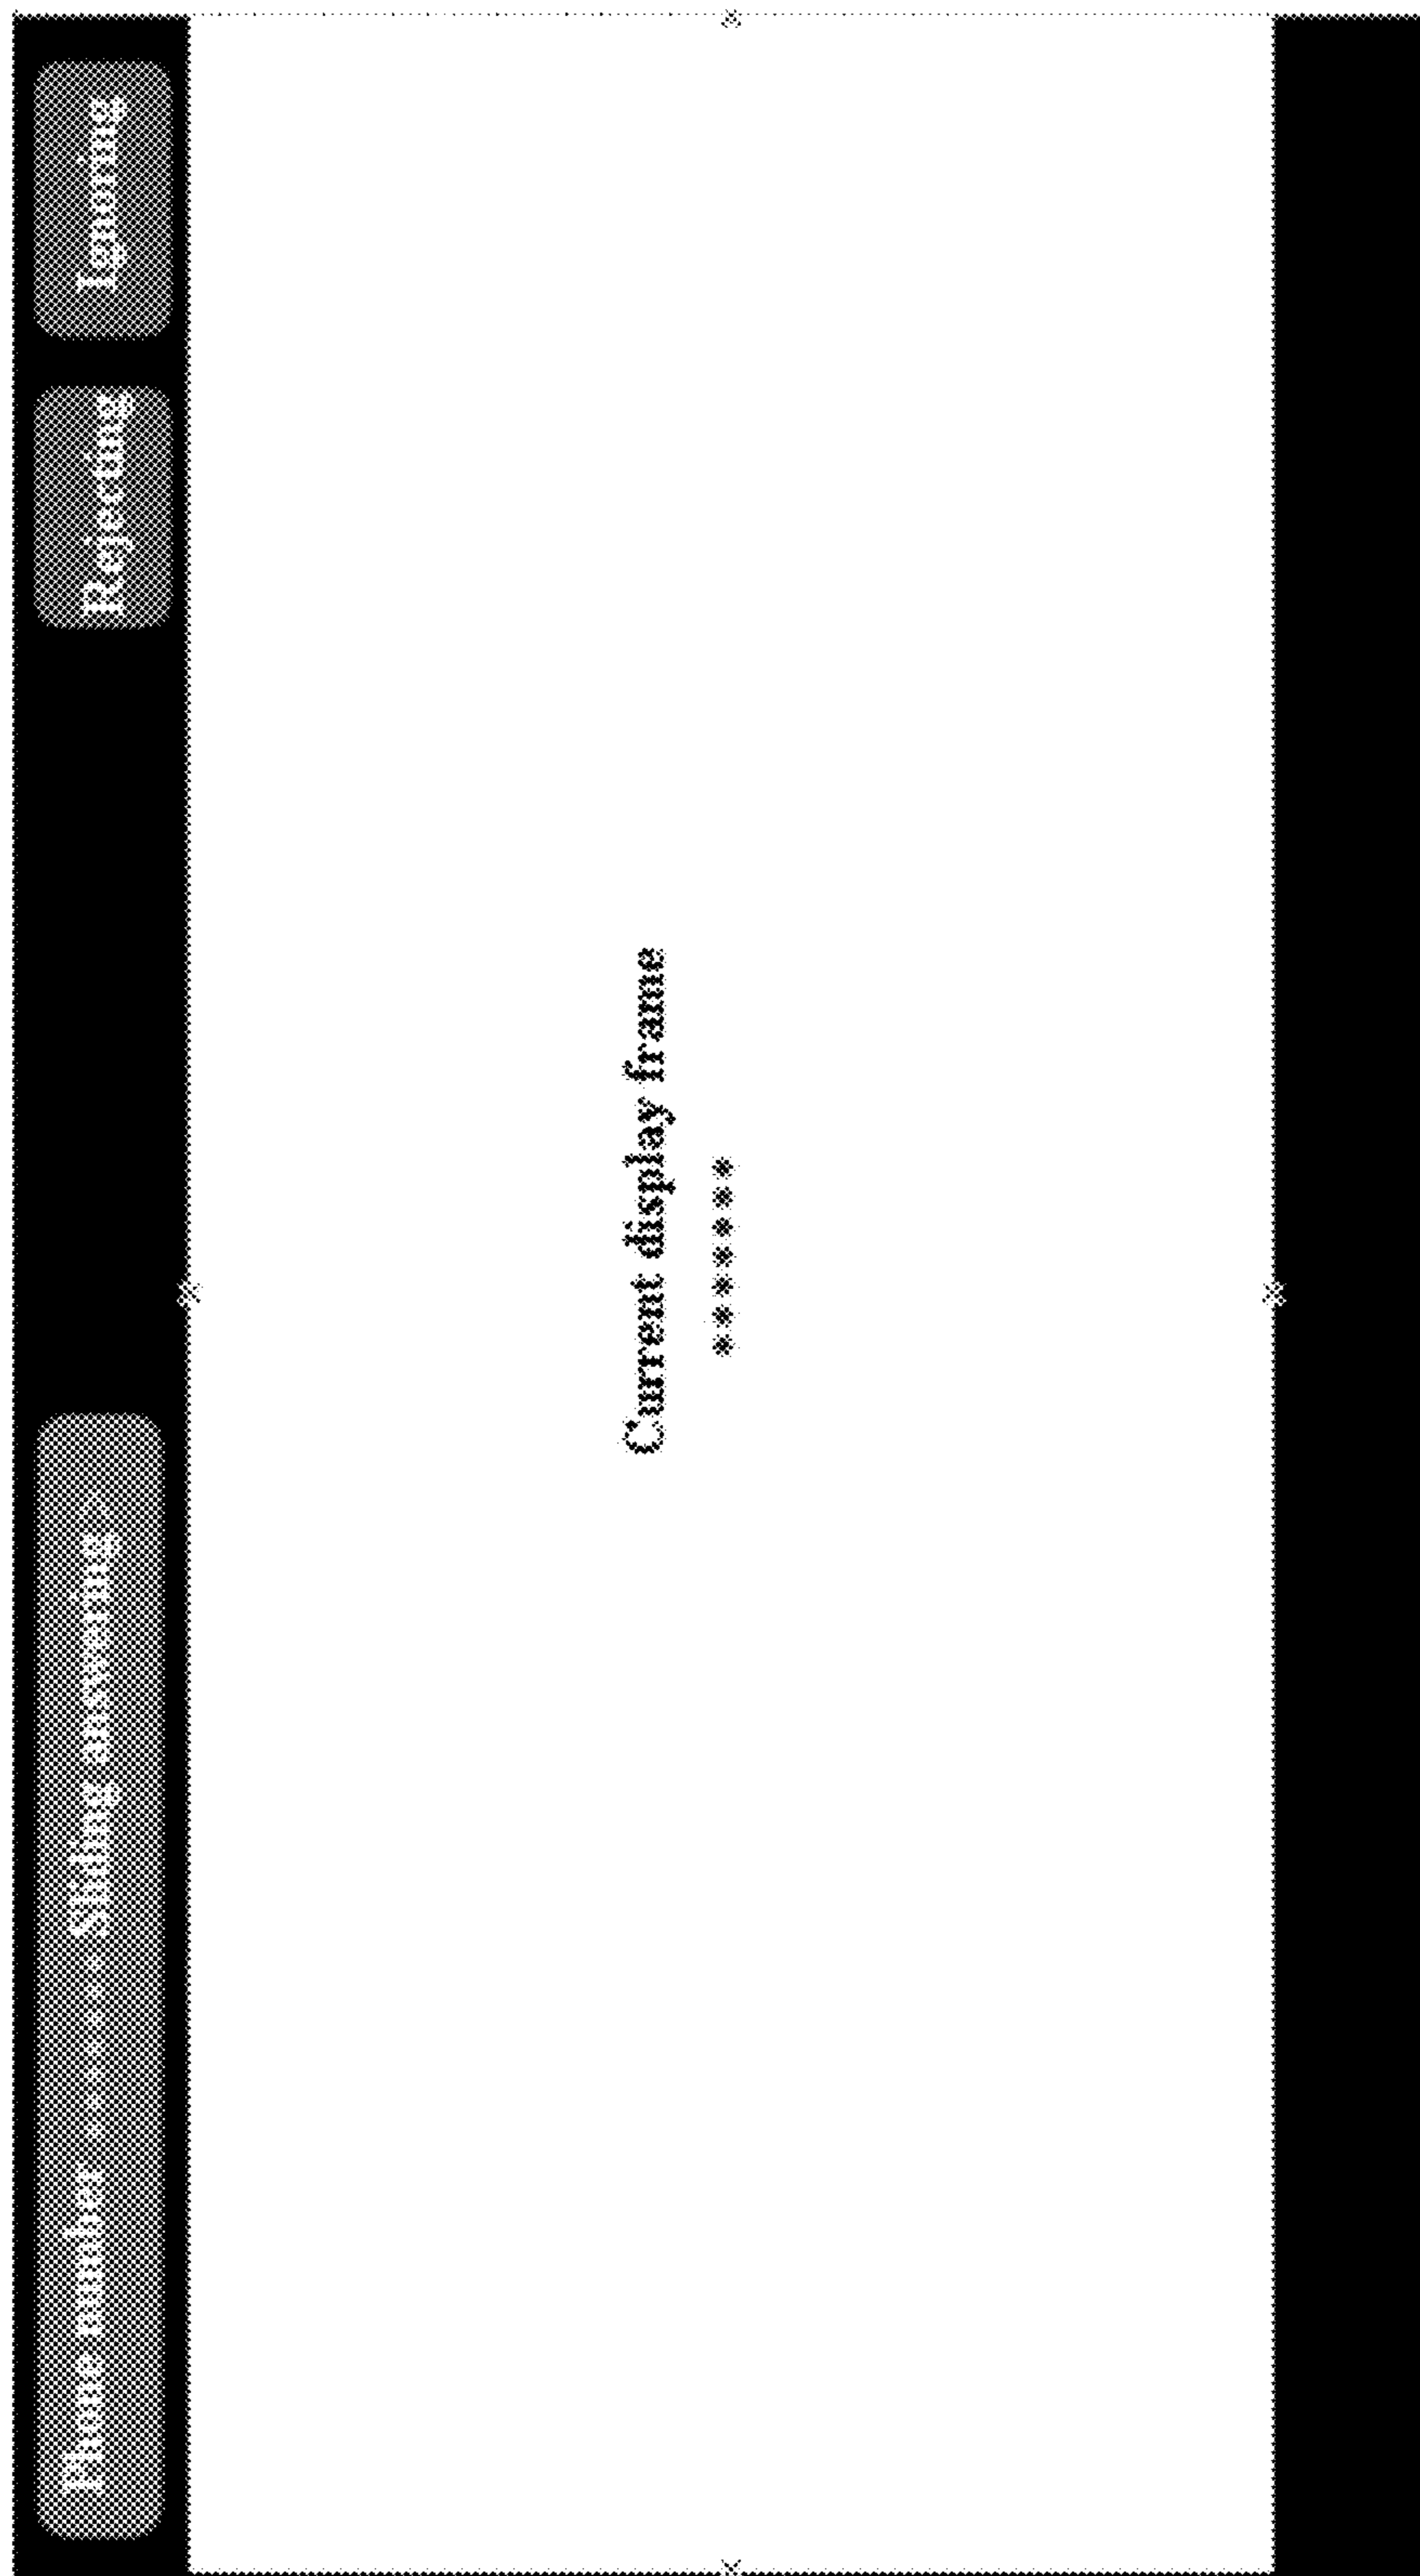 Phone number ------ Sliding answering>
Rejecting
Ignoring
Current display frame
*******